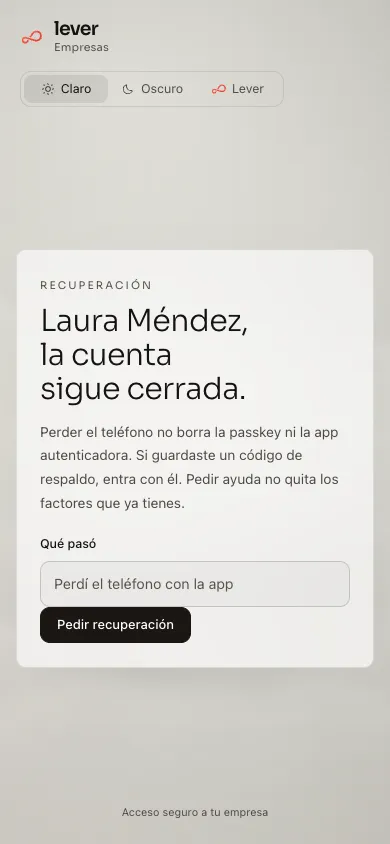 lever
Empresas
Claro Oscuro Lever
RECUPERACIÓN
Laura Méndez,
la cuenta
sigue cerrada.
Perder el teléfono no borra la passkey ni la app
autenticadora. Si guardaste un código de
respaldo, entra con él. Pedir ayuda no quita los
factores que ya tienes.
Qué pasó
Perdí el teléfono con la app
Pedir recuperación
Acceso seguro a tu empresa